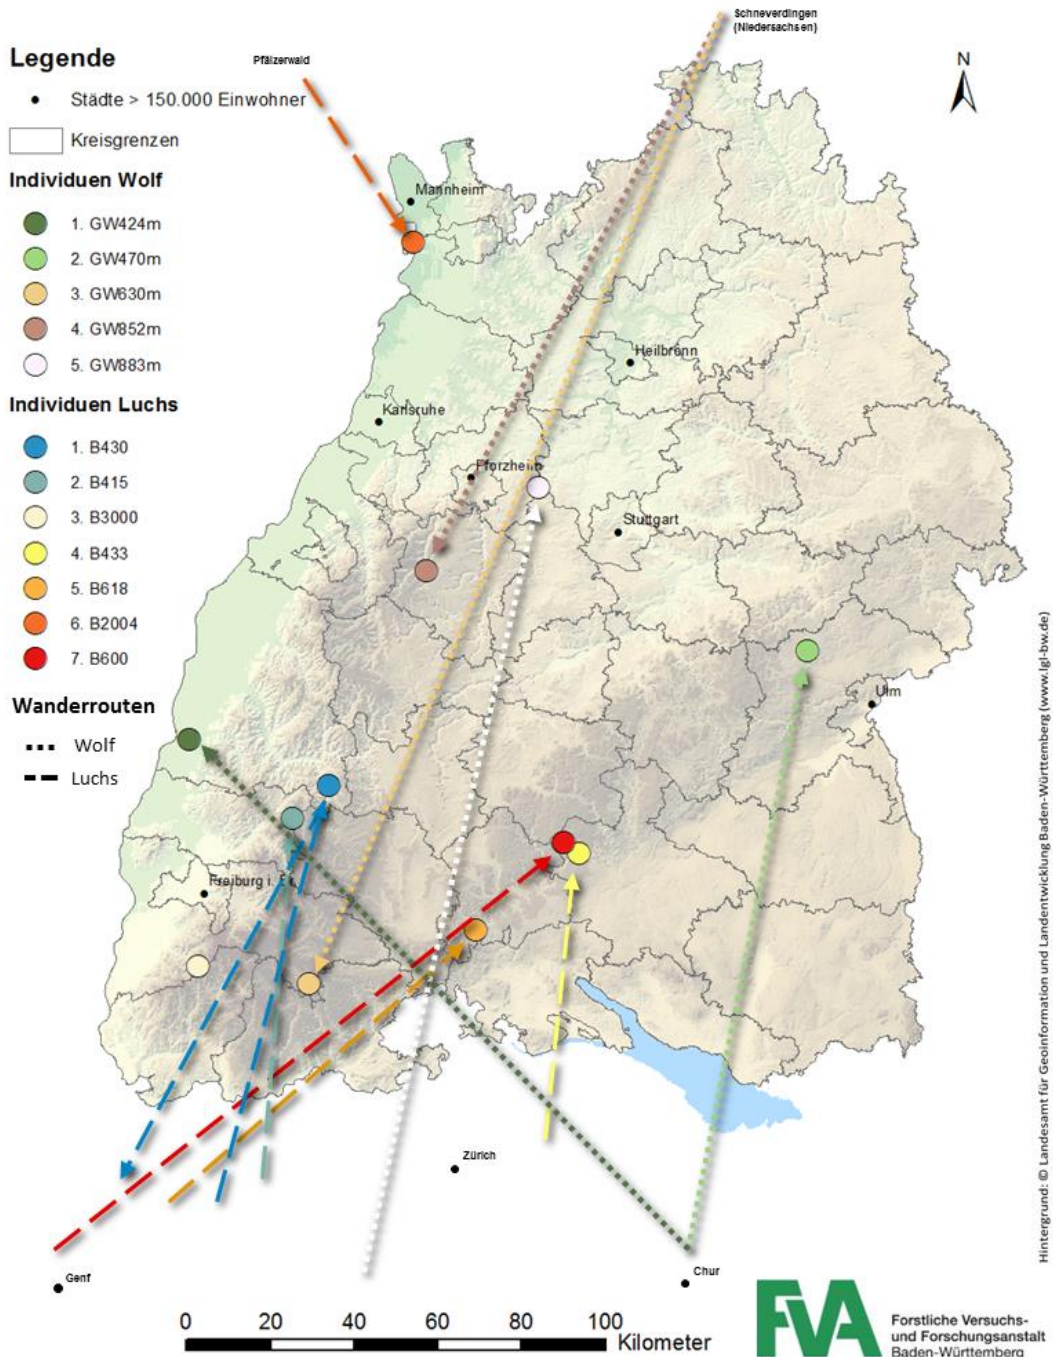 Schneverdingen
(Niedersachsen)
Legende
Pfälzerwald
N
Städte > 150.000 Einwohner
Kreisgrenzen
Individuen Wolf
1. GW424m
2. GW470m
3. GW630m
4. GW852m
5. GW883m
Individuen Luchs
1. B430
2. B415
3. B3000
4. B433
5. B618
6. B2004
7. B600
Wanderrouten
Wolf
Luchs
Mannheim
Heilbronn
Karlsruhe
Pforzheim
Stuttgart
Ulm
Freiburg i. Br.
Zürich
Genf
Chur
0 20 40 60 80 100
Kilometer
FVA
Forstliche Versuchs-
und Forschungsanstalt
Baden-Württemberg
Hintergrund: © Landesamt für Geoinformation und Landentwicklung Baden-Württemberg (www.lgl-bw.de)